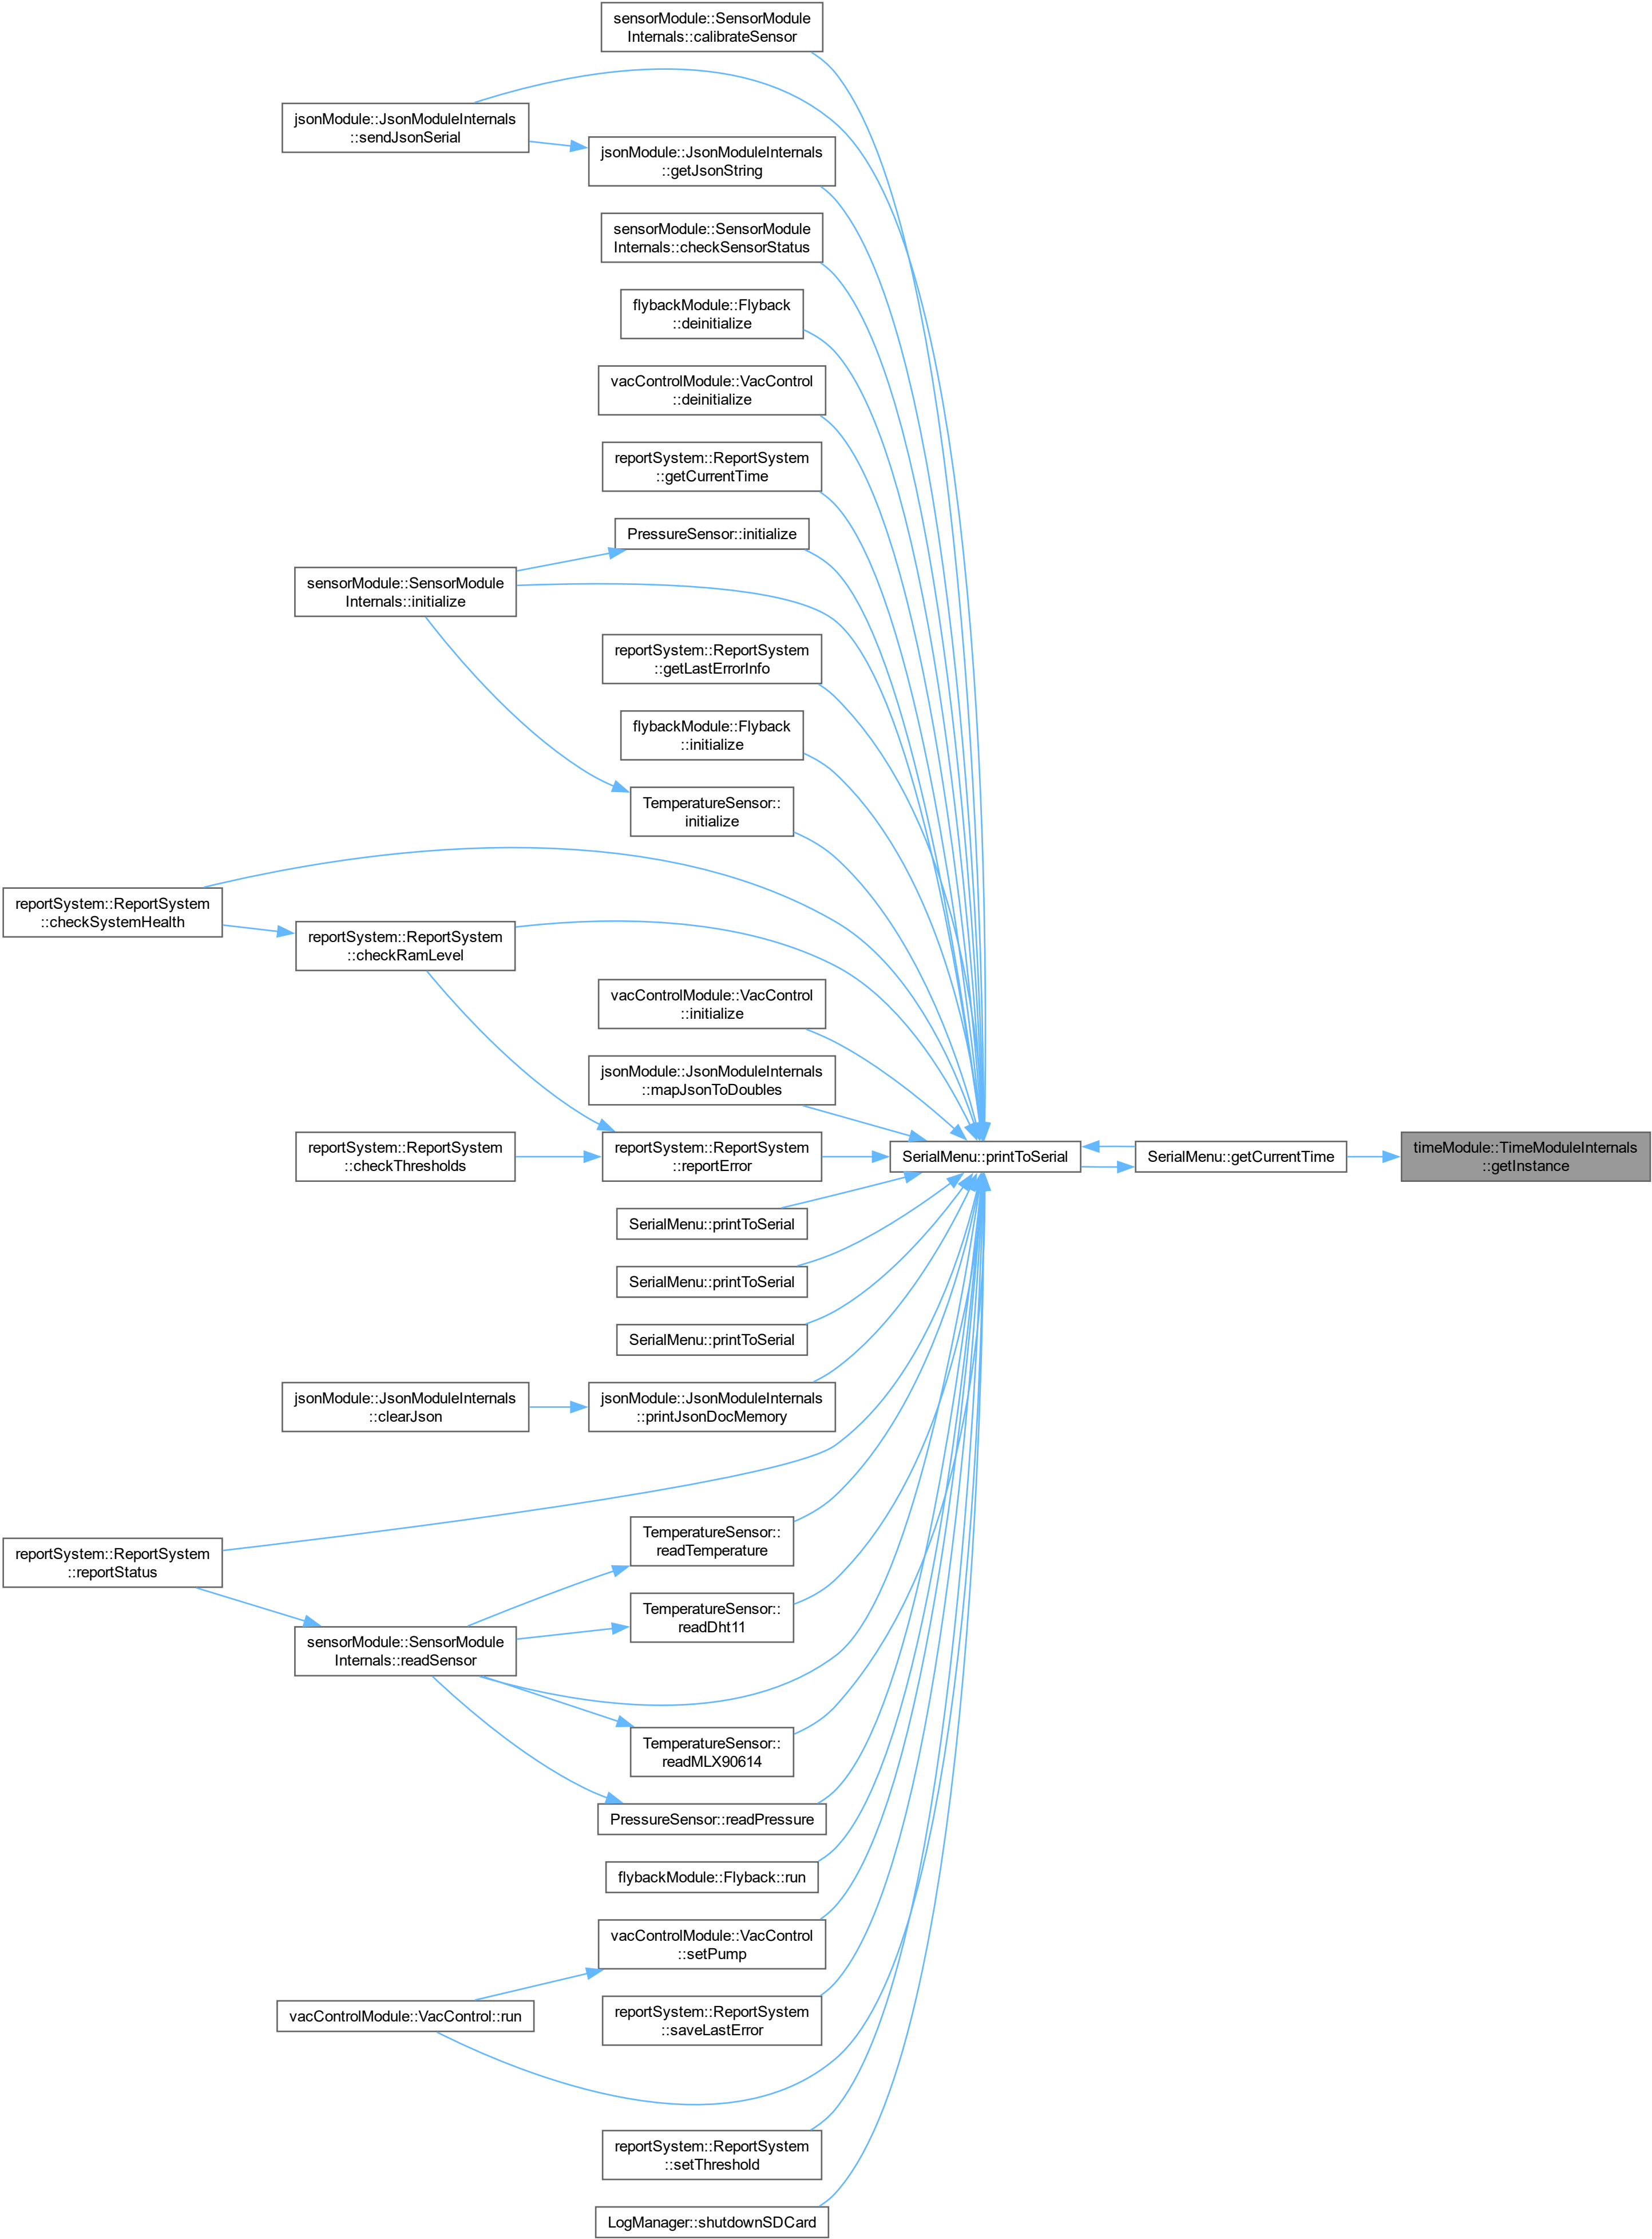 sensorModule::SensorModule
Internals::calibrateSensor
jsonModule::JsonModuleInternals
::sendJsonSerial
jsonModule::JsonModuleInternals
::getJsonString
sensorModule::SensorModule
Internals::checkSensorStatus
flybackModule::Flyback
::deinitialize
vacControlModule::VacControl
::deinitialize
reportSystem::ReportSystem
::getCurrentTime
PressureSensor::initialize
sensorModule::SensorModule
Internals::initialize
reportSystem::ReportSystem
::getLastErrorInfo
flybackModule::Flyback
::initialize
TemperatureSensor::
initialize
reportSystem::ReportSystem
::checkSystemHealth
reportSystem::ReportSystem
::checkRamLevel
vacControlModule::VacControl
::initialize
jsonModule::JsonModuleInternals
::mapJsonToDoubles
reportSystem::ReportSystem
::checkThresholds
reportSystem::ReportSystem
::reportError
SerialMenu::printToSerial
SerialMenu::getCurrentTime
timeModule::TimeModuleInternals
::getInstance
SerialMenu::printToSerial
SerialMenu::printToSerial
SerialMenu::printToSerial
jsonModule::JsonModuleInternals
::clearJson
jsonModule::JsonModuleInternals
::printJsonDocMemory
reportSystem::ReportSystem
::reportStatus
TemperatureSensor::
readTemperature
TemperatureSensor::
readDht11
sensorModule::SensorModule
Internals::readSensor
TemperatureSensor::
readMLX90614
PressureSensor::readPressure
flybackModule::Flyback::run
vacControlModule::VacControl
::setPump
vacControlModule::VacControl::run
reportSystem::ReportSystem
::saveLastError
reportSystem::ReportSystem
::setThreshold
LogManager::shutdownSDCard